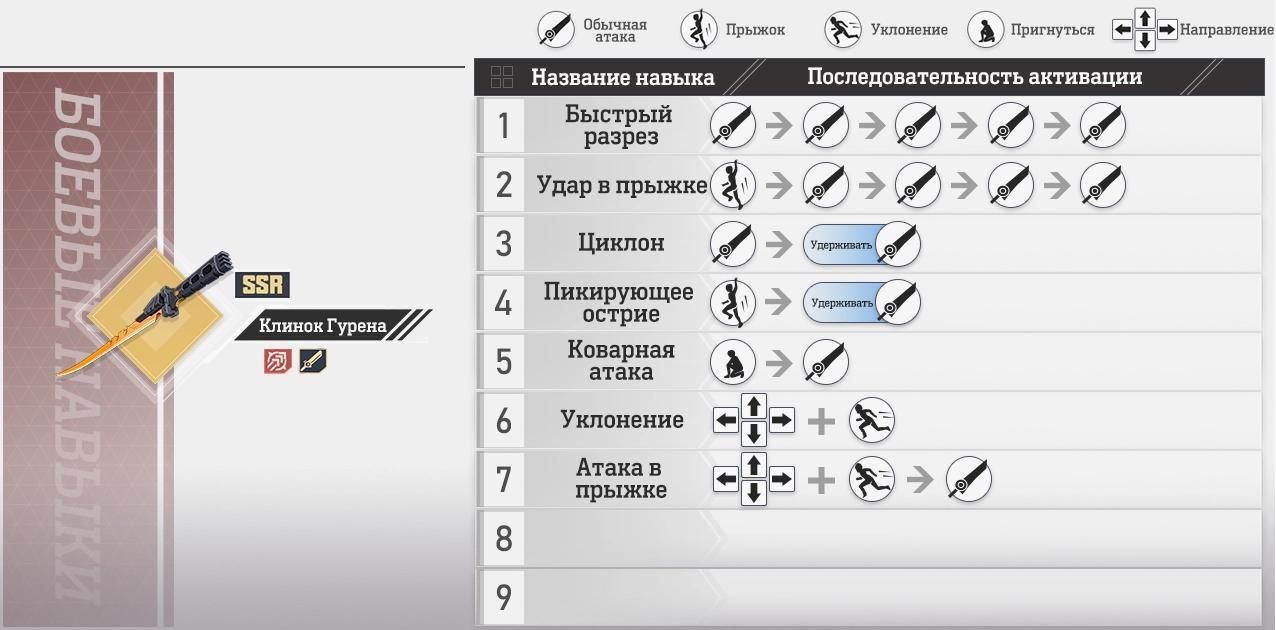 Обычная
атака
Прыжок
Уклонение
Пригнуться
Направление
БОЕВЫЕ НАВЫКИ
SSR
Клинок Гурена
Название навыка
Последовательность активации
1
Быстрый
разрез
2
Удар в прыжке
3
Циклон
Удерживать
4
Пикирующее
острие
Удерживать
5
Коварная
атака
6
Уклонение
7
Атака в
прыжке
8
9